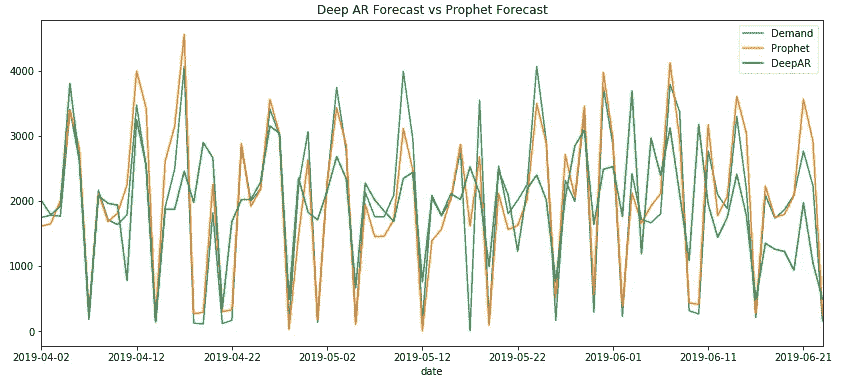 Deep AR Forecast vs Prophet Forecast
Demand
Prophet
DeepAR
4000
3000
2000
1000
0
2019-04-02 2019-04-12 2019-04-22 2019-05-02 2019-05-12 2019-05-22 2019-06-01 2019-06-11 2019-06-21
date